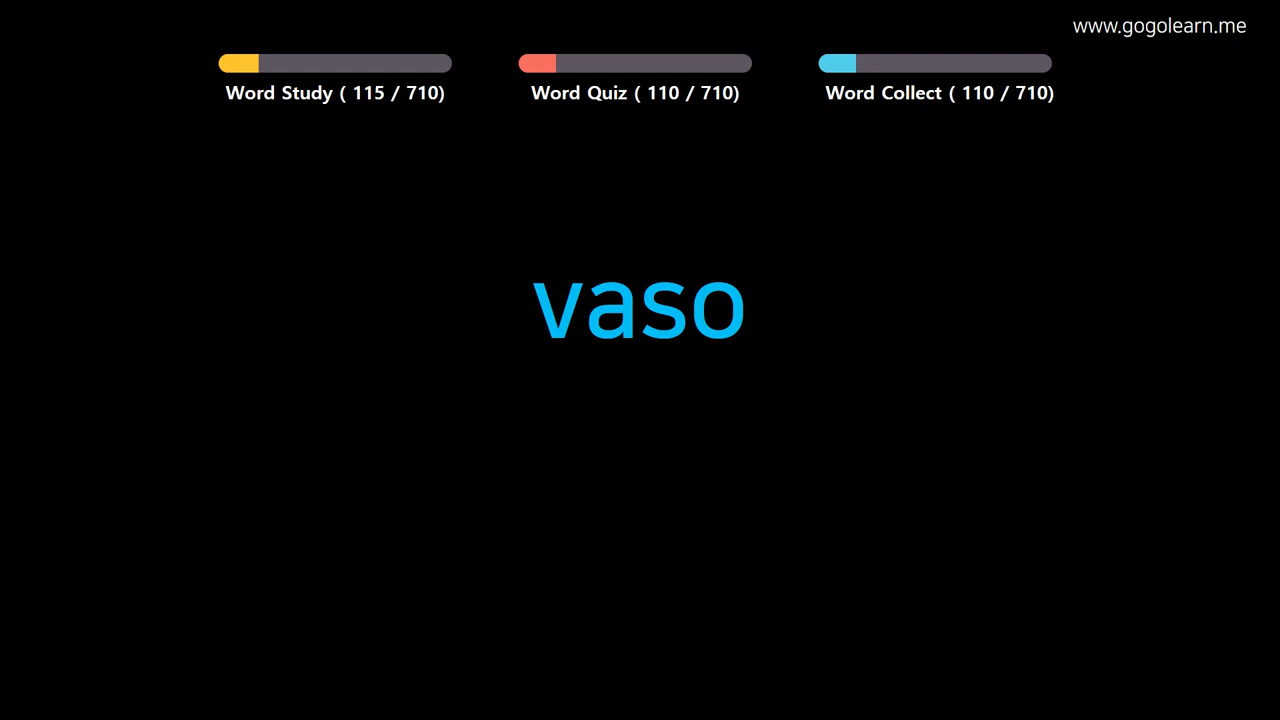 www.gogolearn.me
Word Study ( 115 / 710)
Word Quiz ( 110 / 710)
Word Collect ( 110 / 710)
vaso